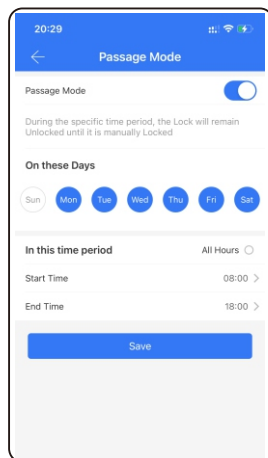 20:29
Passage Mode
Passage Mode
During the specific time period, the Lock will remain
Unlocked until it is manually Locked
On these Days
Sun Mon Tue Wed Thu Fri Sat
In this time period All Hours
Start Time 08:00
End Time 18:00
Save